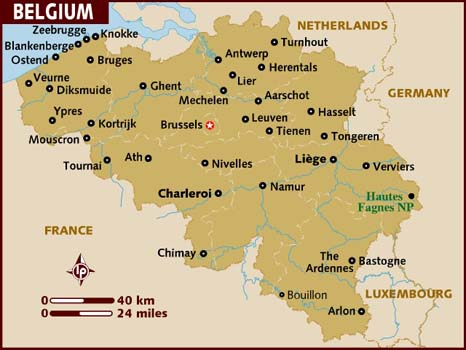 BELGIUM
NETHERLANDS
Zeebrugge
Knokke
Blankenberge
Ostend
Bruges
Turnhout
Antwerp
Herentals
Lier
Veurne
Diksmuide
Ghent
Mechelen
Aarschot
GERMANY
Hasselt
Ypres
Kortrijk
Brussels
Leuven
Tienen
Tongeren
Mouscron
Tournai
Ath
Nivelles
Liège
Verviers
Charleroi
Namur
Hautes
Fagnes NP
FRANCE
Chimay
The
Ardennes
Bastogne
LP
Bouillon
LUXEMBOURG
Arlon
0
40 km
0
24 miles